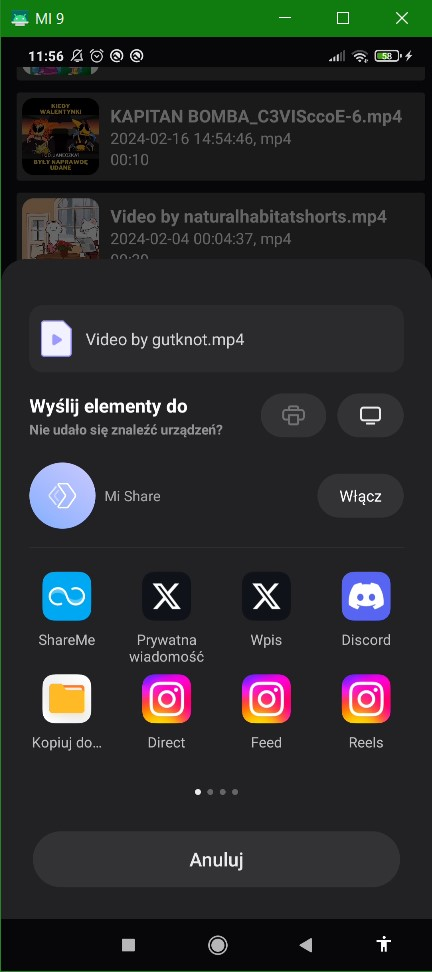 MI 9
11:56
58
KIEDY
WALENTYNKI
BYŁY NAPRAWDĘ
UDANE
KAPITAN BOMBA_C3VISccoE-6.mp4
2024-02-16 14:54:46, mp4
00:10
Video by naturalhabitatshorts.mp4
2024-02-04 00:04:37, mp4
Video by gutknot.mp4
Wyślij elementy do
Nie udało się znaleźć urządzeń?
Mi Share
Włącz
ShareMe
Prywatna
wiadomość
Wpis
Discord
Kopiuj do...
Direct
Feed
Reels
Anuluj